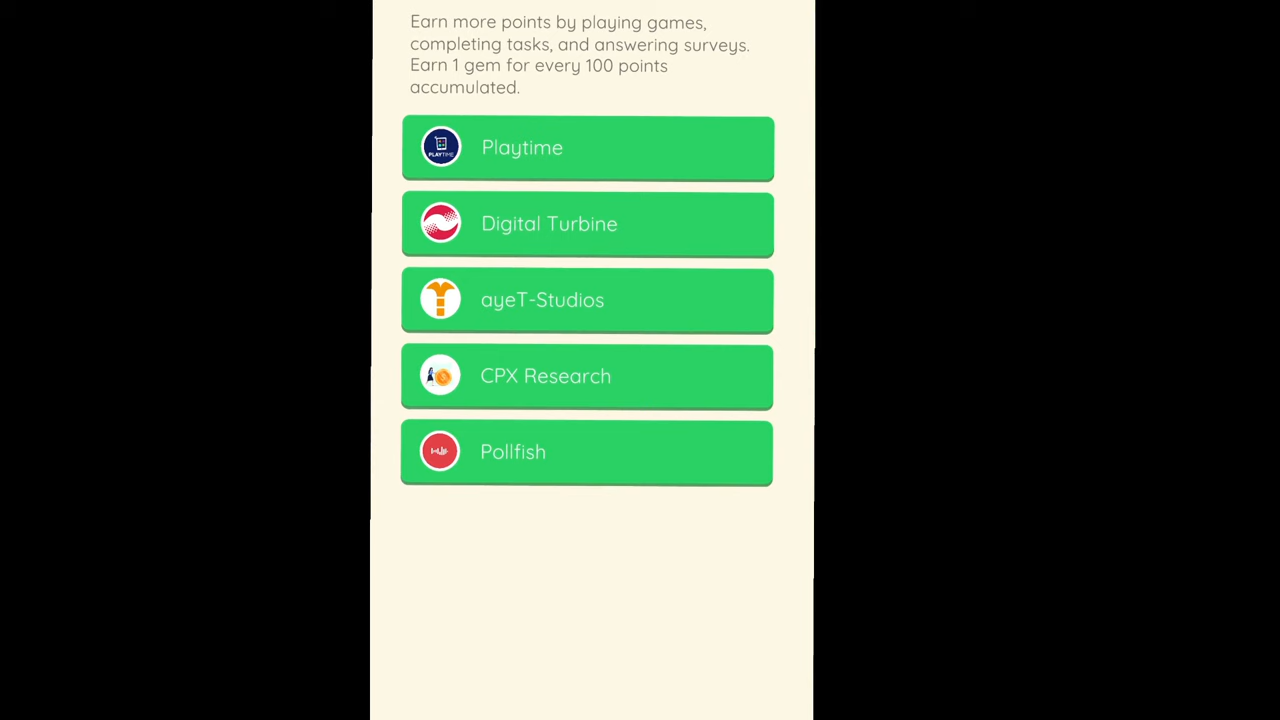 Earn more points by playing games,
completing tasks, and answering surveys.
Earn 1 gem for every 100 points
accumulated.
PLAYTIME
Playtime
Digital Turbine
ayeT-Studios
CPX Research
Pollfish